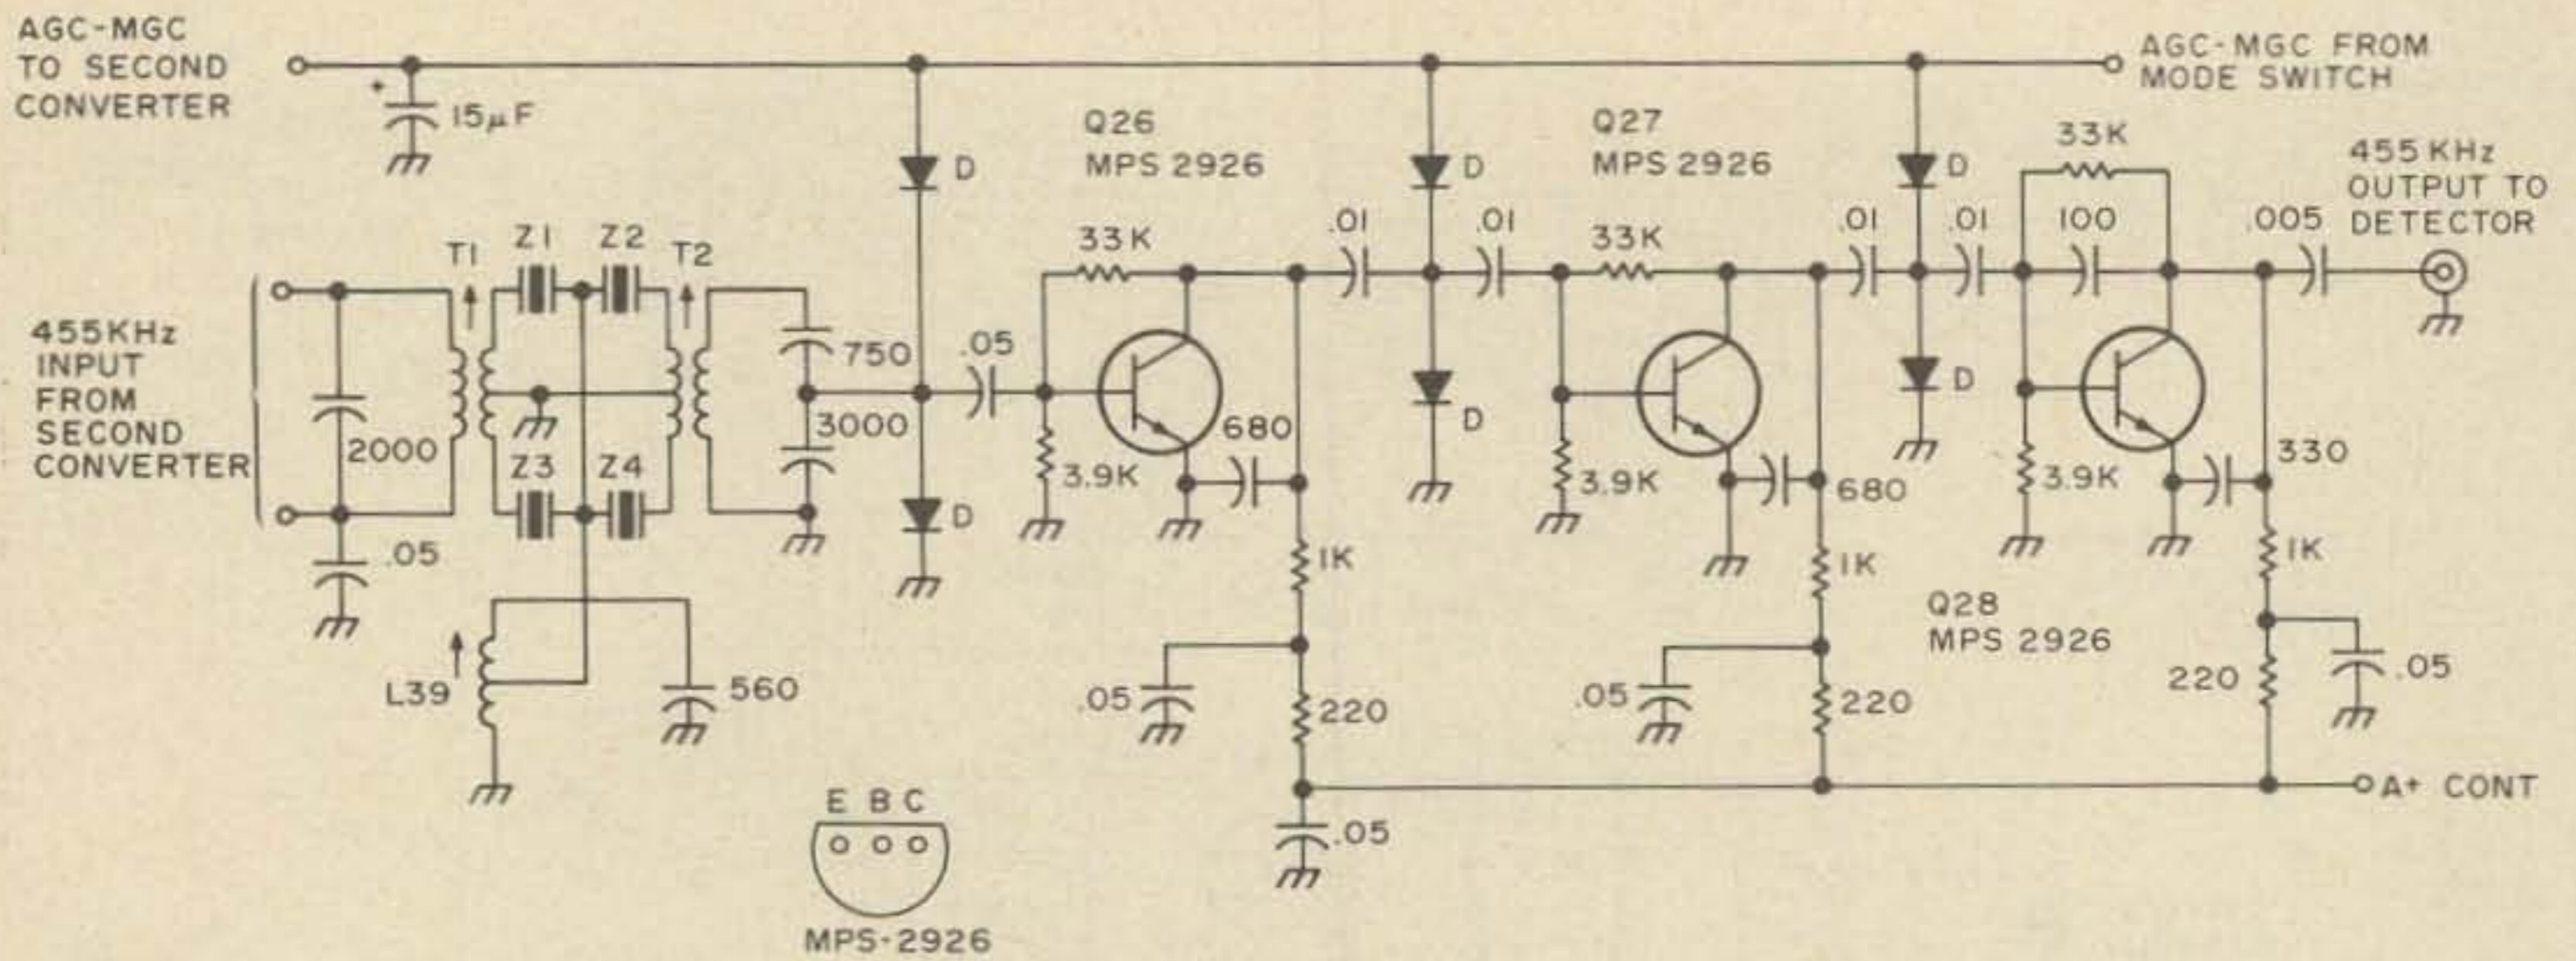 AGC-MGC
TO SECOND
CONVERTER
15µF
AGC-MGC FROM
MODE SWITCH
Q26
MPS 2926
Q27
MPS 2926
33K
455 KHz
OUTPUT TO
DETECTOR
D
D
D
T1
Z1
Z2
T2
33K
.01
.01
33K
.01
.01
100
.005
455KHz
INPUT
FROM
SECOND
CONVERTER
2000
750
3000
.05
680
D
D
Z3
Z4
3.9K
D
3.9K
680
3.9K
330
.05
1K
1K
1K
Q28
MPS 2926
L39
560
.05
220
.05
220
220
.05
E B C
MPS-2926
.05
A+ CONT